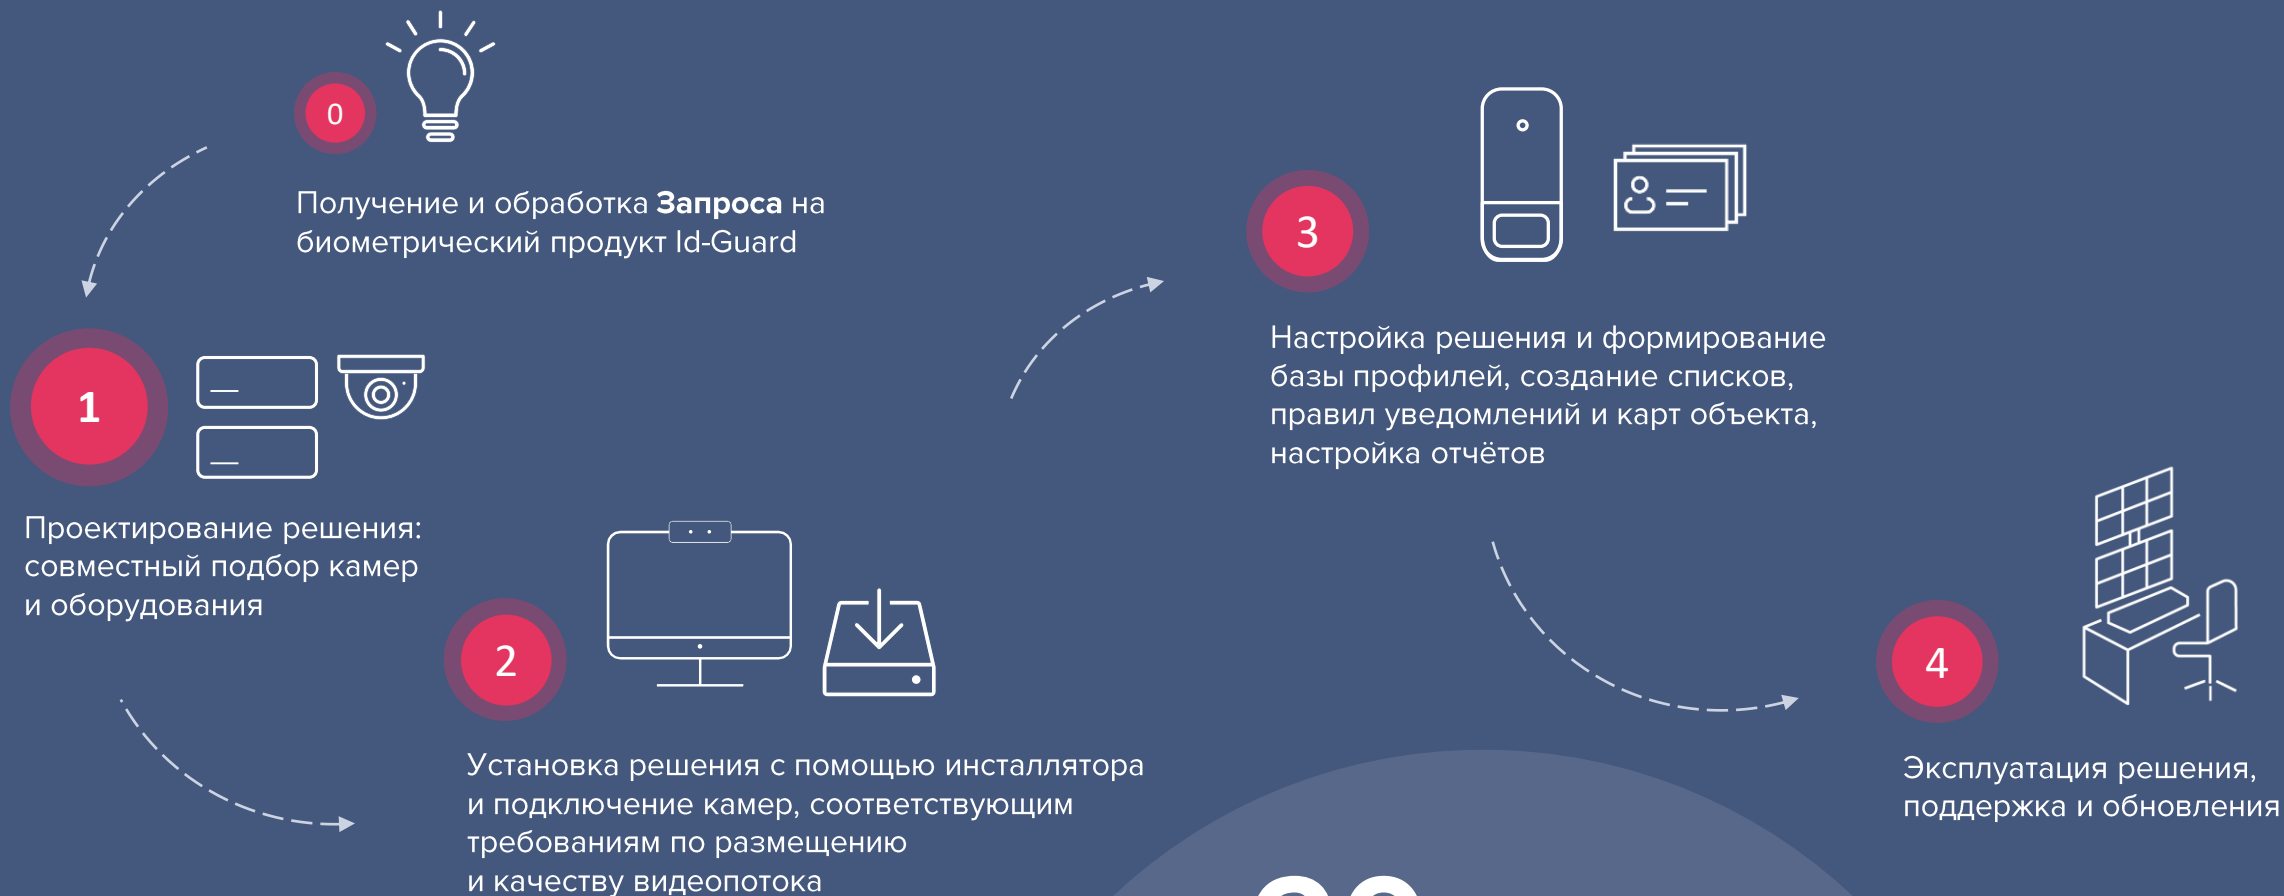 0
Получение и обработка Запроса на
биометрический продукт Id-Guard
1
Проектирование решения:
совместный подбор камер
и оборудования
2
Установка решения с помощью инсталлятора
и подключение камер, соответствующим
требованиям по размещению
и качеству видеопотока
3
Настройка решения и формирование
базы профилей, создание списков,
правил уведомлений и карт объекта,
настройка отчётов
4
Эксплуатация решения,
поддержка и обновления